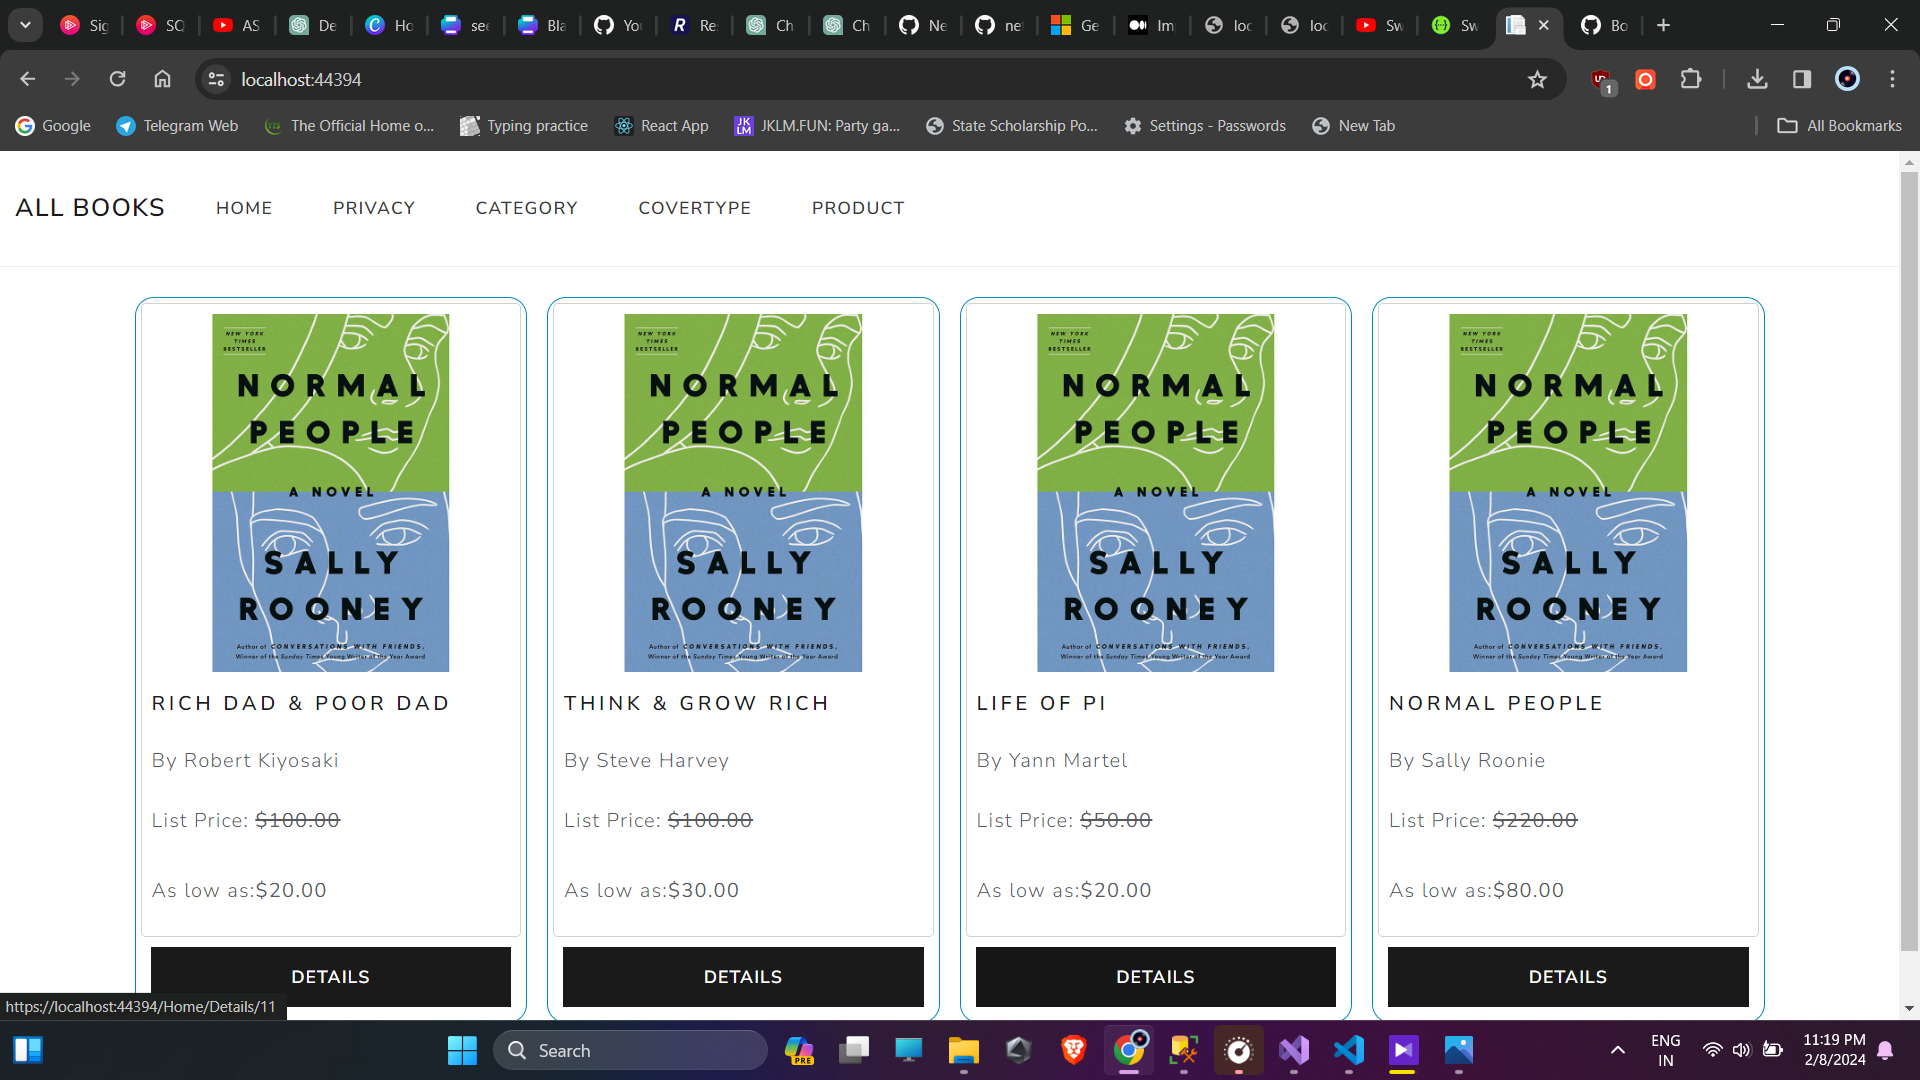 Sig
SQ
AS
De
Ho
see
Bla
You
Re
Ch
Ch
Ne
net
Ge
Im
loc
loc
Sw
Sw
Bo
localhost:44394
1
Google
Telegram Web
The Official Home o...
Typing practice
React App
JKLM.FUN: Party ga...
State Scholarship Po...
Settings - Passwords
New Tab
All Bookmarks
ALL BOOKS
HOME
PRIVACY
CATEGORY
COVERTYPE
PRODUCT
NEW YORK
TIMES
BESTSELLER
NORMAL
PEOPLE
A NOVEL
SALLY
ROONEY
Author of CONVERSATIONS WITH FRIENDS,
Winner of the Sunday Times Young Writer of the Year Award
RICH DAD & POOR DAD
By Robert Kiyosaki
List Price: $100.00
As low as:$20.00
DETAILS
NEW YORK
TIMES
BESTSELLER
NORMAL
PEOPLE
A NOVEL
SALLY
ROONEY
Author of CONVERSATIONS WITH FRIENDS,
Winner of the Sunday Times Young Writer of the Year Award
THINK & GROW RICH
By Steve Harvey
List Price: $100.00
As low as:$30.00
DETAILS
NEW YORK
TIMES
BESTSELLER
NORMAL
PEOPLE
A NOVEL
SALLY
ROONEY
Author of CONVERSATIONS WITH FRIENDS,
Winner of the Sunday Times Young Writer of the Year Award
LIFE OF PI
By Yann Martel
List Price: $50.00
As low as:$20.00
DETAILS
NEW YORK
TIMES
BESTSELLER
NORMAL
PEOPLE
A NOVEL
SALLY
ROONEY
Author of CONVERSATIONS WITH FRIENDS,
Winner of the Sunday Times Young Writer of the Year Award
NORMAL PEOPLE
By Sally Roonie
List Price: $220.00
As low as:$80.00
DETAILS
https://localhost:44394/Home/Details/11
Search
PRE
ENG
IN
11:19 PM
2/8/2024